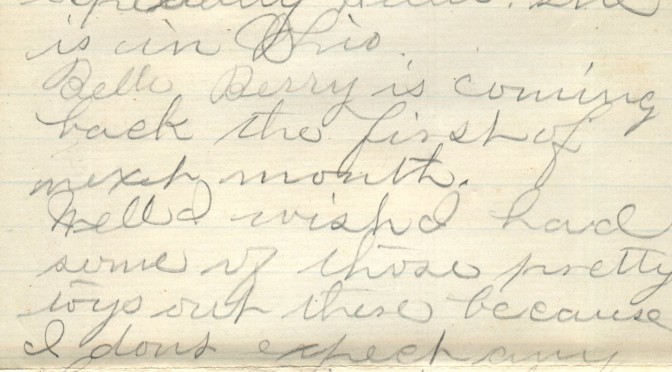 is in Ohio.
Belle Berry is coming
back the first of
next month.
Well I wish I had
some of those pretty
toys out there because
I dont expect any